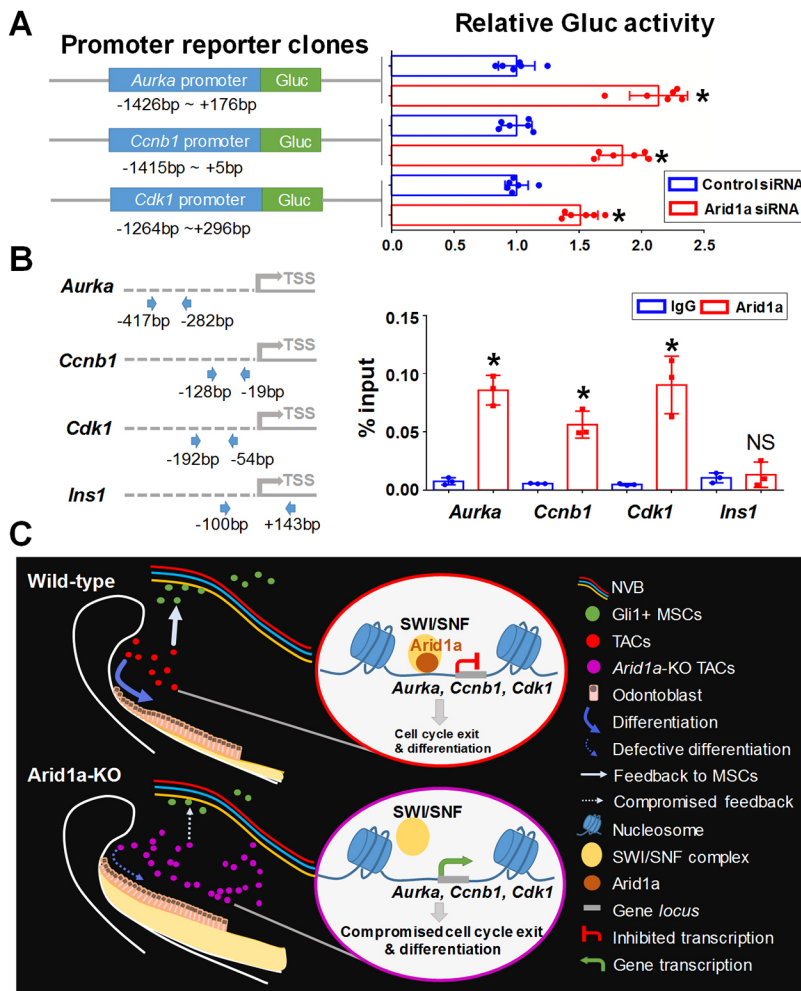 A
Promoter reporter clones
Relative Gluc activity
Aurka promoter Gluc
-1426bp ~ +176bp
Ccnb1 promoter Gluc
-1415bp ~ +5bp
Cdk1 promoter Gluc
-1264bp ~+296bp
*
*
*
Control siRNA
Arid1a siRNA
0.0 0.5 1.0 1.5 2.0 2.5
B
Aurka TSS
-417bp -282bp
Ccnb1 TSS
-128bp -19bp
Cdk1 TSS
-192bp -54bp
Ins1 TSS
-100bp +143bp
IgG Arid1a
% input
0.15
0.10
0.05
0.00
* * * NS
Aurka Ccnb1 Cdk1 Ins1
C
Wild-type
SWI/SNF
Arid1a
Aurka, Ccnb1, Cdk1
Cell cycle exit
& differentiation
Arid1a-KO
SWI/SNF
Aurka, Ccnb1, Cdk1
Compromised cell cycle exit
& differentiation
NVB
Gli1+ MSCs
TACs
Arid1a-KO TACs
Odontoblast
Differentiation
Defective differentiation
Feedback to MSCs
Compromised feedback
Nucleosome
SWI/SNF complex
Arid1a
Gene locus
Inhibited transcription
Gene transcription